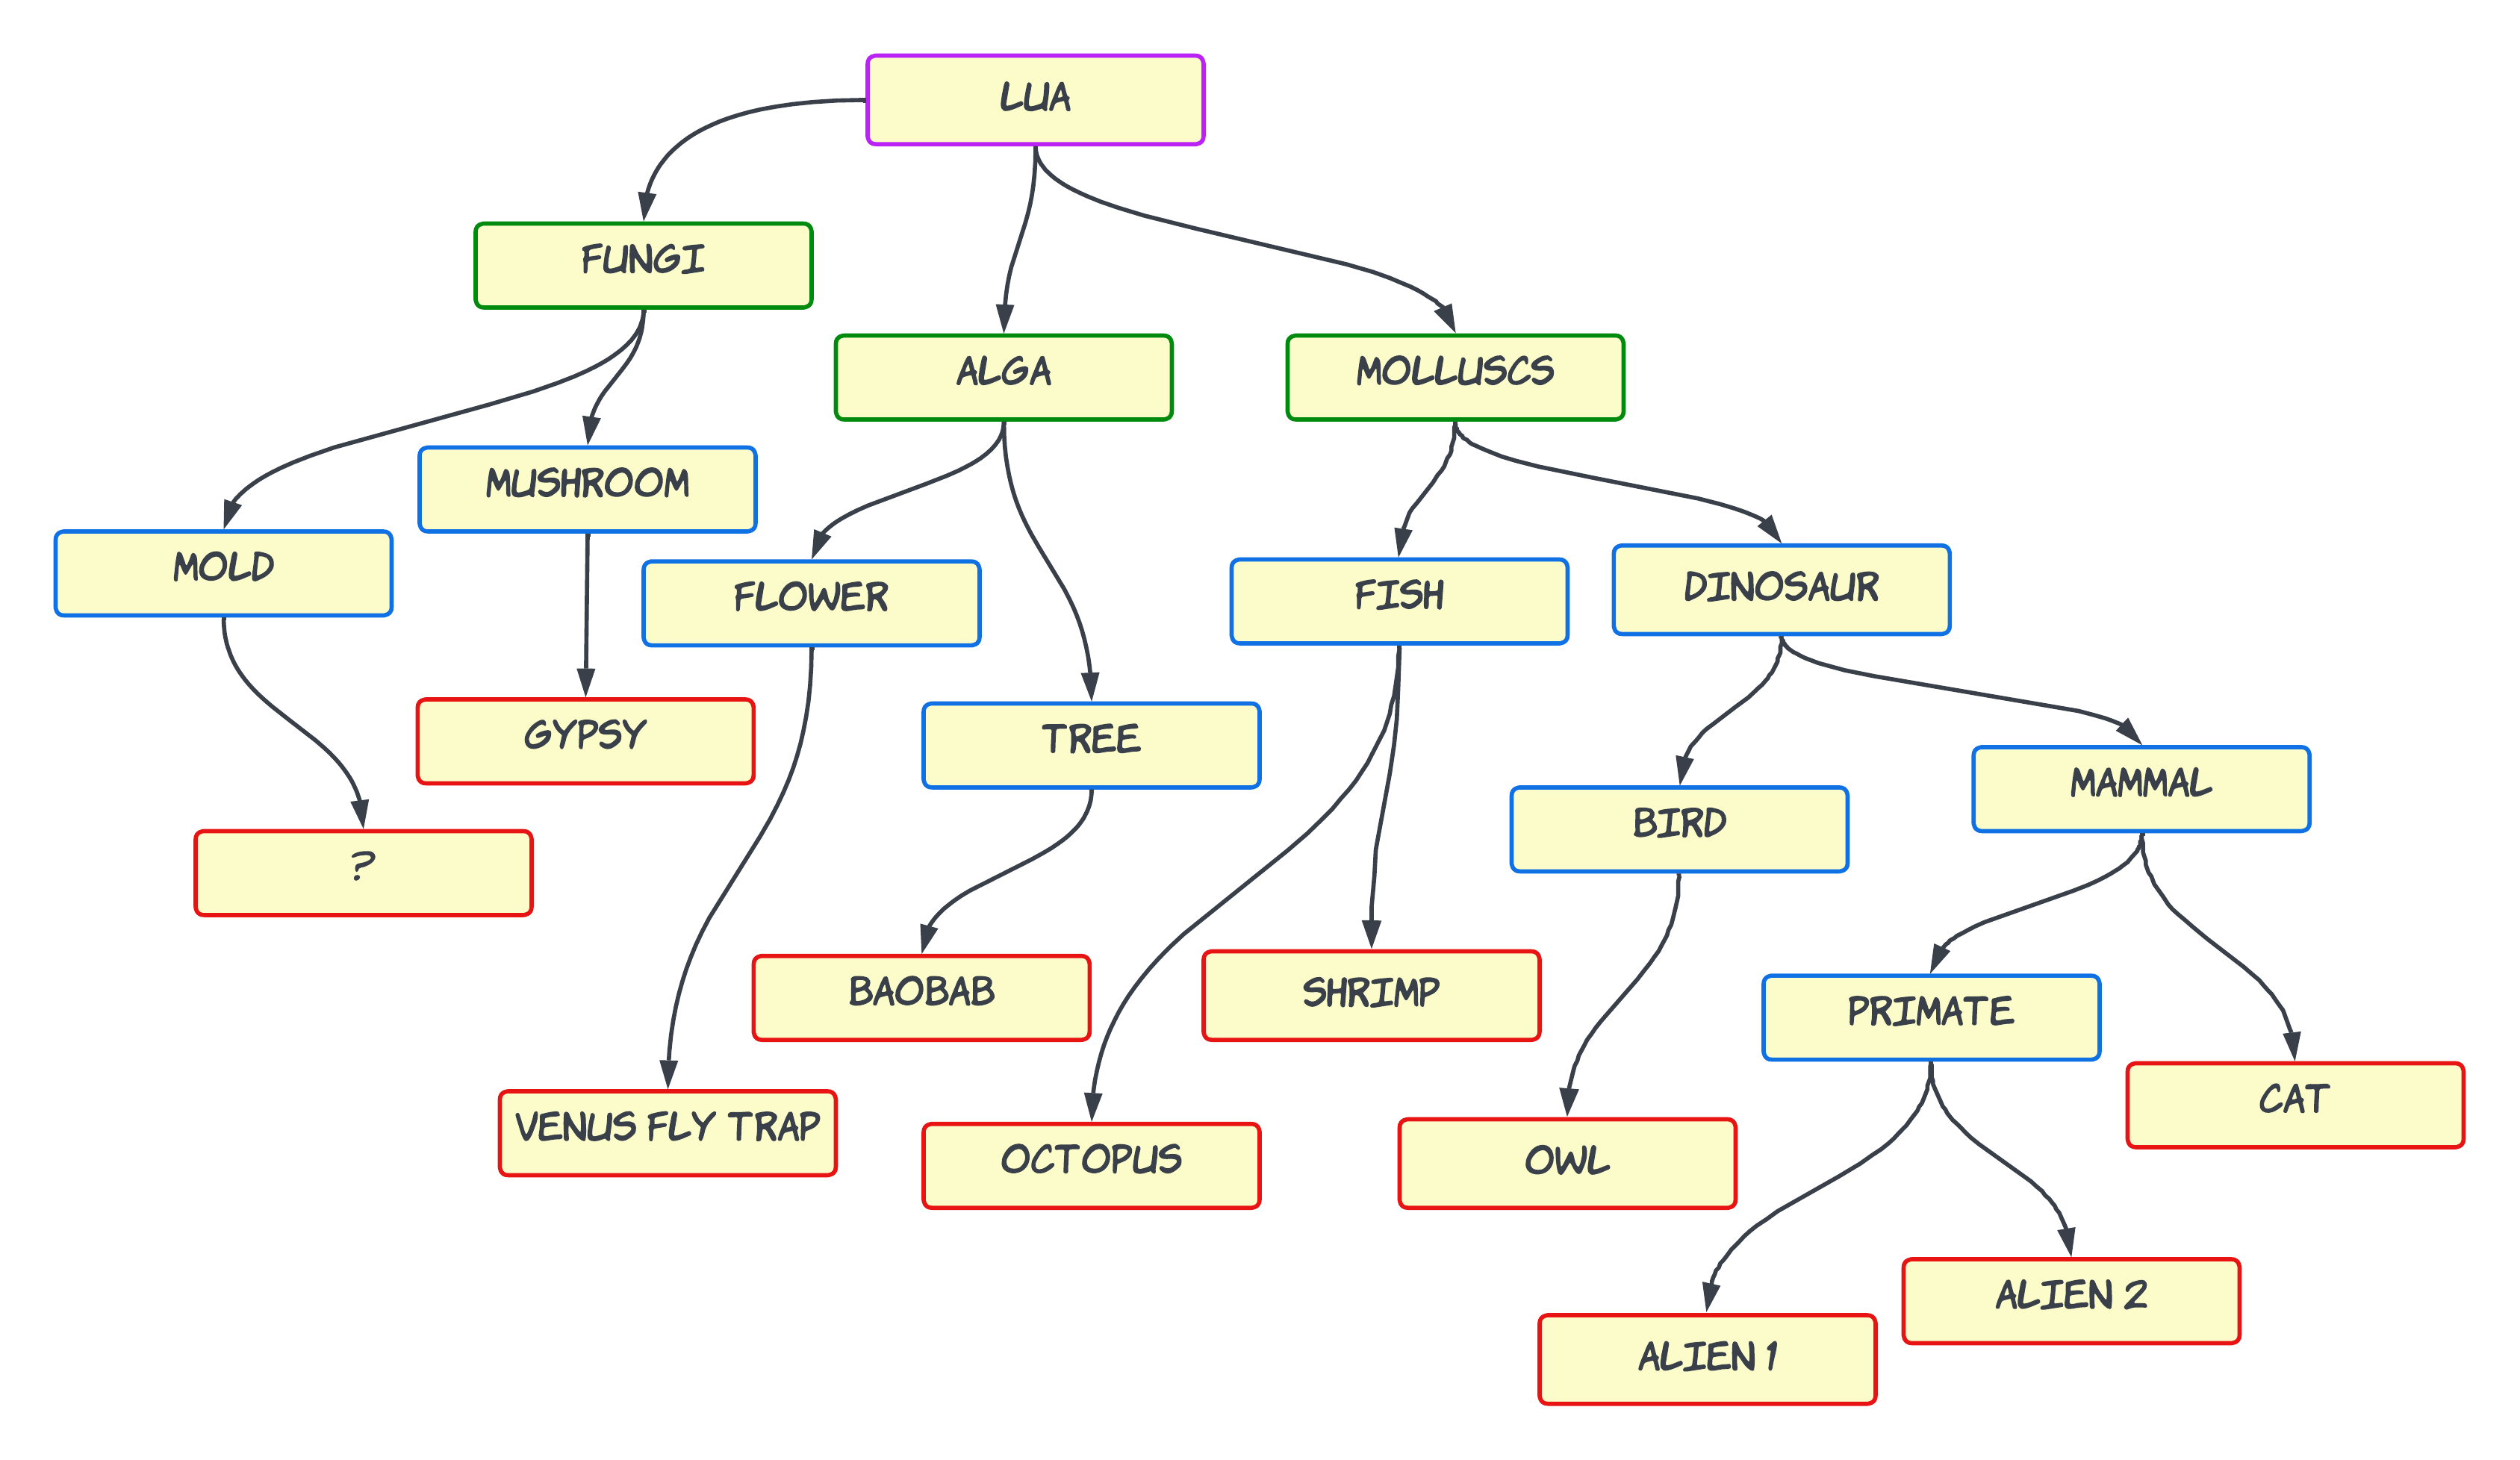 LUA
FUNGI
ALGA
MOLLUSCS
MUSHROOM
MOLD
FLOWER
FISH
DINOSAUR
GYPSY
TREE
MAMMAL
BIRD
?
BAOBAB
SHRIMP
PRIMATE
CAT
VENUS FLY TRAP
OCTOPUS
OWL
ALIEN 2
ALIEN 1